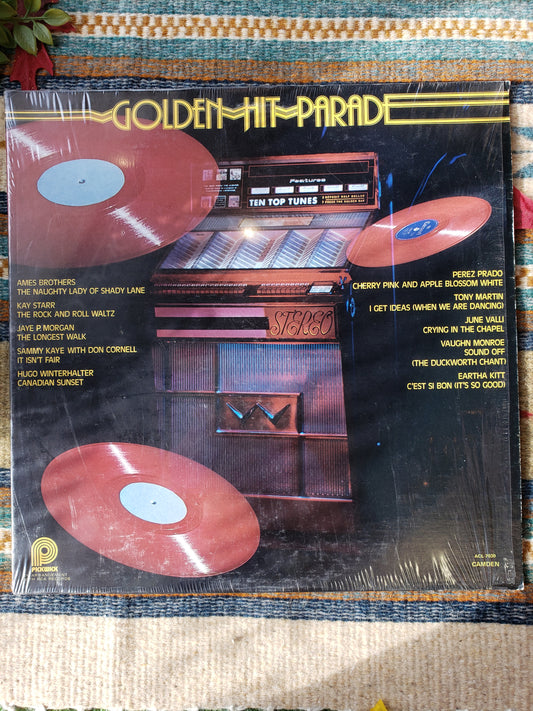 GOLDEN HIT PARADE
Features
TEN TOP TUNES
STEREO
AMES BROTHERS
THE NAUGHTY LADY OF SHADY LANE
KAY STARR
THE ROCK AND ROLL WALTZ
JAYE P. MORGAN
THE LONGEST WALK
SAMMY KAYE WITH DON CORNELL
IT ISN'T FAIR
HUGO WINTERHALTER
CANADIAN SUNSET
PEREZ PRADO
CHERRY PINK AND APPLE BLOSSOM WHITE
TONY MARTIN
I GET IDEAS (WHEN WE ARE DANCING)
JUNE VALLI
CRYING IN THE CHAPEL
VAUGHN MONROE
SOUND OFF
(THE DUCKWORTH CHANT)
EARTHA KITT
C'EST SI BON (IT'S SO GOOD)
PICKWICK
ARRANGEMENT
RCA RECORDS
CAMDEN